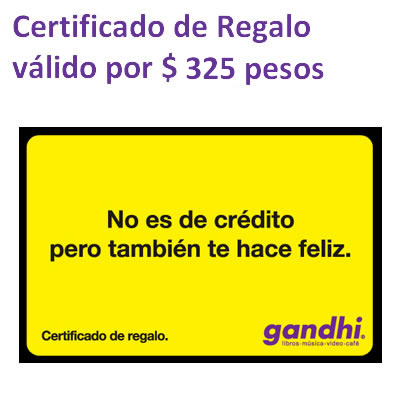 Certificado de Regalo
válido por $ 325 pesos
No es de crédito
pero también te hace feliz.
Certificado de regalo.
gandhi®
libros-música-video-café